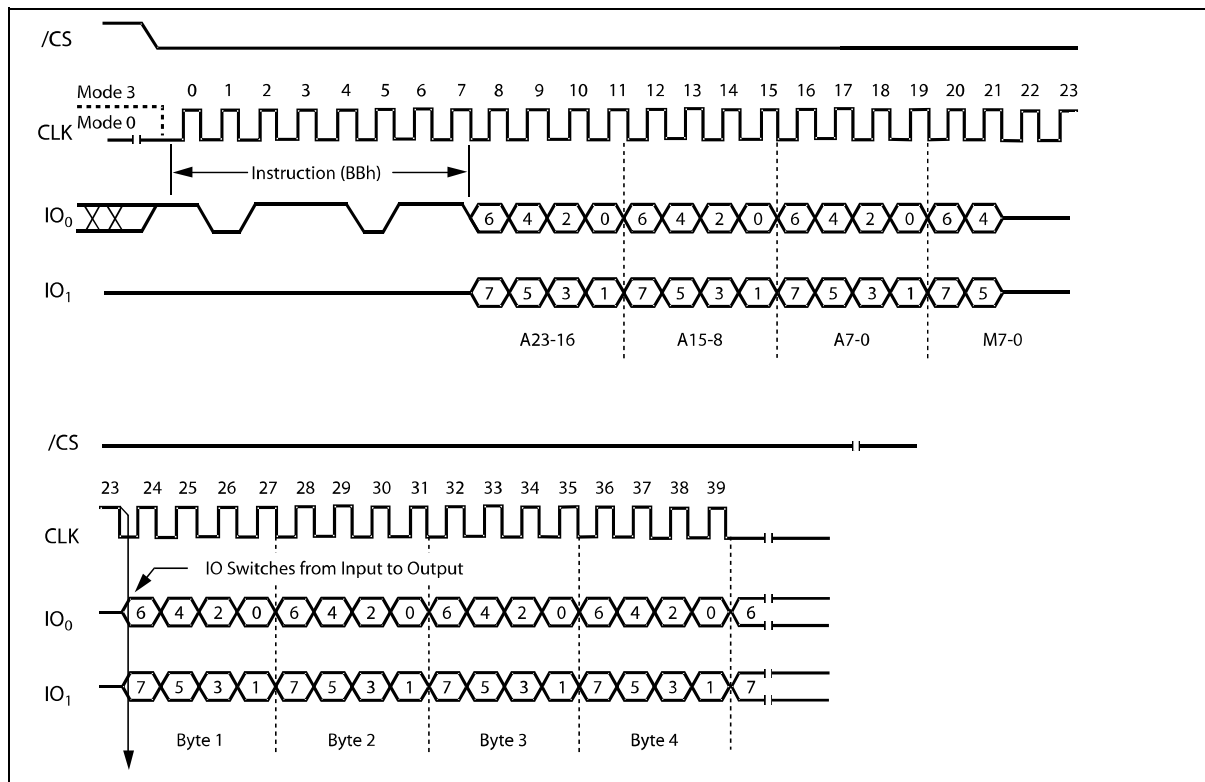 /CS
Mode 3
0 1 2 3 4 5 6 7 8 9 10 11 12 13 14 15 16 17 18 19 20 21 22 23
Mode 0
CLK
Instruction (BBh)
IO0 6 4 2 0 6 4 2 0 6 4 2 0 6 4
IO1 7 5 3 1 7 5 3 1 7 5 3 1 7 5
A23-16 A15-8 A7-0 M7-0
/CS
23 24 25 26 27 28 29 30 31 32 33 34 35 36 37 38 39
CLK
IO Switches from Input to Output
IO0 6 4 2 0 6 4 2 0 6 4 2 0 6 4 2 0 6
IO1 7 5 3 1 7 5 3 1 7 5 3 1 7 5 3 1 7
Byte 1 Byte 2 Byte 3 Byte 4